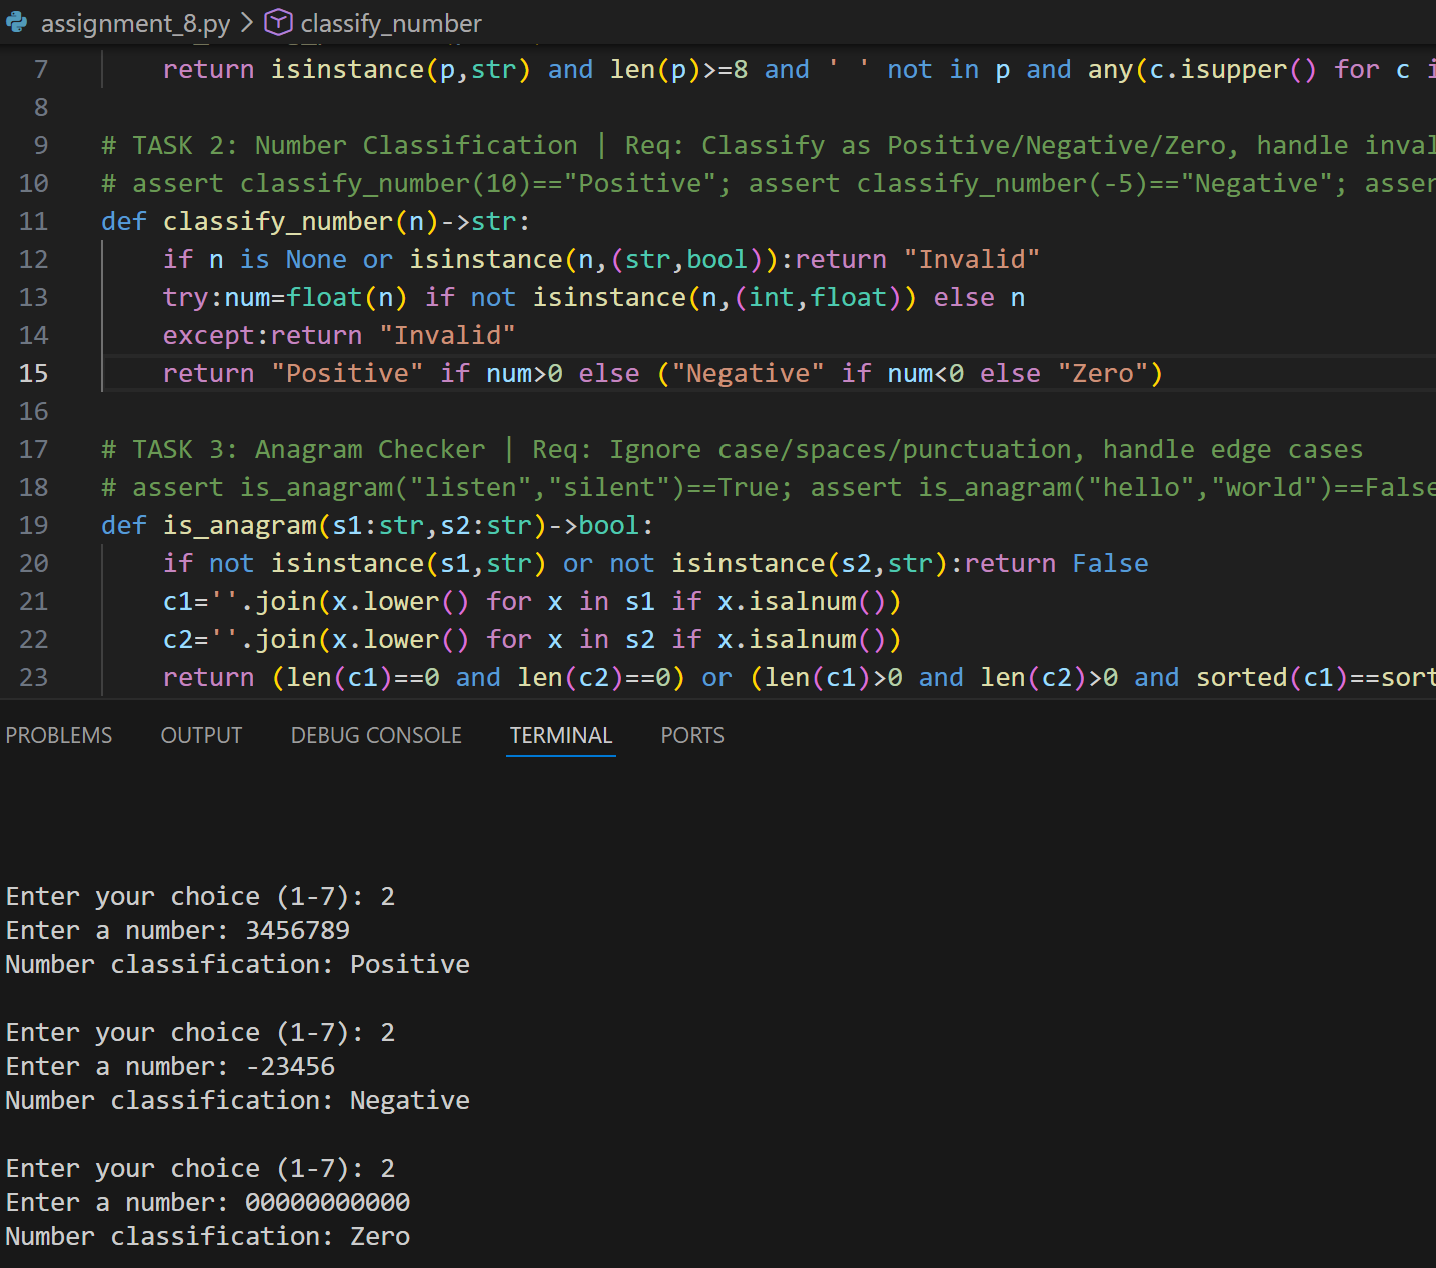 assignment_8.py > classify_number
7 return isinstance(p,str) and len(p)>=8 and ' ' not in p and any(c.isupper() for c
8
9 # TASK 2: Number Classification | Req: Classify as Positive/Negative/Zero, handle
10 # assert classify_number(10)=="Positive"; assert classify_number(-5)=="Negative";
11 def classify_number(n)->str:
12 if n is None or isinstance(n,(str,bool)):return "Invalid"
13 try:num=float(n) if not isinstance(n,(int,float)) else n
14 except:return "Invalid"
15 return "Positive" if num>0 else ("Negative" if num<0 else "Zero")
16
17 # TASK 3: Anagram Checker | Req: Ignore case/spaces/punctuation, handle edge cases
18 # assert is_anagram("listen","silent")==True; assert is_anagram("hello","world")==False
19 def is_anagram(s1:str,s2:str)->bool:
20 if not isinstance(s1,str) or not isinstance(s2,str):return False
21 c1=''.join(x.lower() for x in s1 if x.isalnum())
22 c2=''.join(x.lower() for x in s2 if x.isalnum())
23 return (len(c1)==0 and len(c2)==0) or (len(c1)>0 and len(c2)>0 and sorted(c1)==sort
PROBLEMS OUTPUT DEBUG CONSOLE TERMINAL PORTS
Enter your choice (1-7): 2
Enter a number: 3456789
Number classification: Positive
Enter your choice (1-7): 2
Enter a number: -23456
Number classification: Negative
Enter your choice (1-7): 2
Enter a number: 00000000000
Number classification: Zero